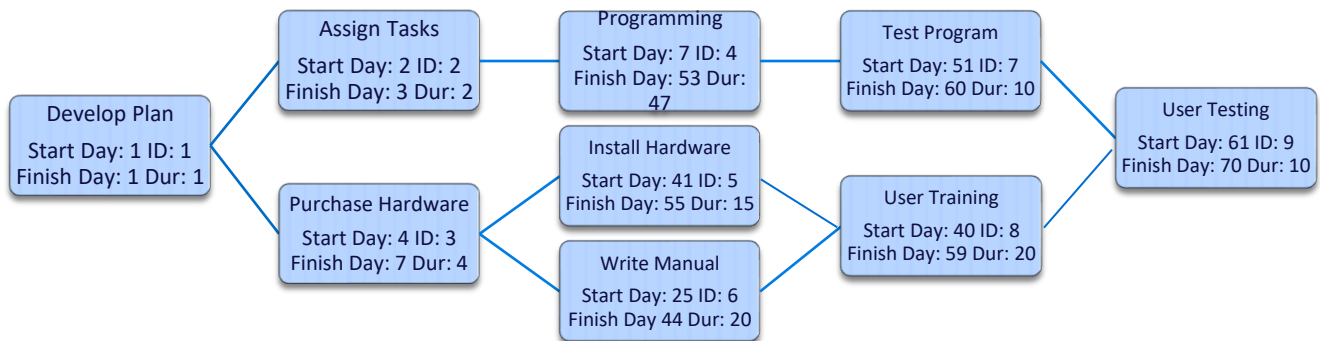 Develop Plan
Start Day: 1 ID: 1
Finish Day: 1 Dur: 1
Assign Tasks
Start Day: 2 ID: 2
Finish Day: 3 Dur: 2
Purchase Hardware
Start Day: 4 ID: 3
Finish Day: 7 Dur: 4
Programming
Start Day: 7 ID: 4
Finish Day: 53 Dur:
47
Install Hardware
Start Day: 41 ID: 5
Finish Day: 55 Dur: 15
Write Manual
Start Day: 25 ID: 6
Finish Day 44 Dur: 20
Test Program
Start Day: 51 ID: 7
Finish Day: 60 Dur: 10
User Training
Start Day: 40 ID: 8
Finish Day: 59 Dur: 20
User Testing
Start Day: 61 ID: 9
Finish Day: 70 Dur: 10